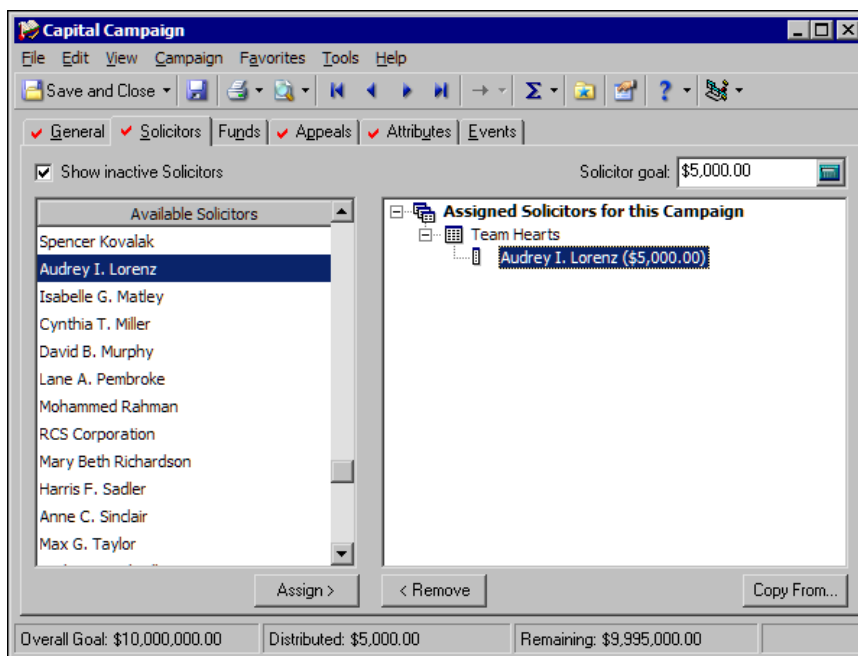 Capital Campaign
File Edit View Campaign Favorites Tools Help
Save and Close Σ ?
General Solicitors Funds Appeals Attributes Events
Show inactive Solicitors Solicitor goal: $5,000.00
Available Solicitors
Spencer Kovalak
Audrey I. Lorenz
Isabelle G. Matley
Cynthia T. Miller
David B. Murphy
Lane A. Pembroke
Mohammed Rahman
RCS Corporation
Mary Beth Richardson
Harris F. Sadler
Anne C. Sinclair
Max G. Taylor
Assigned Solicitors for this Campaign
Team Hearts
Audrey I. Lorenz ($5,000.00)
Assign > < Remove Copy From...
Overall Goal: $10,000,000.00 Distributed: $5,000.00 Remaining: $9,995,000.00